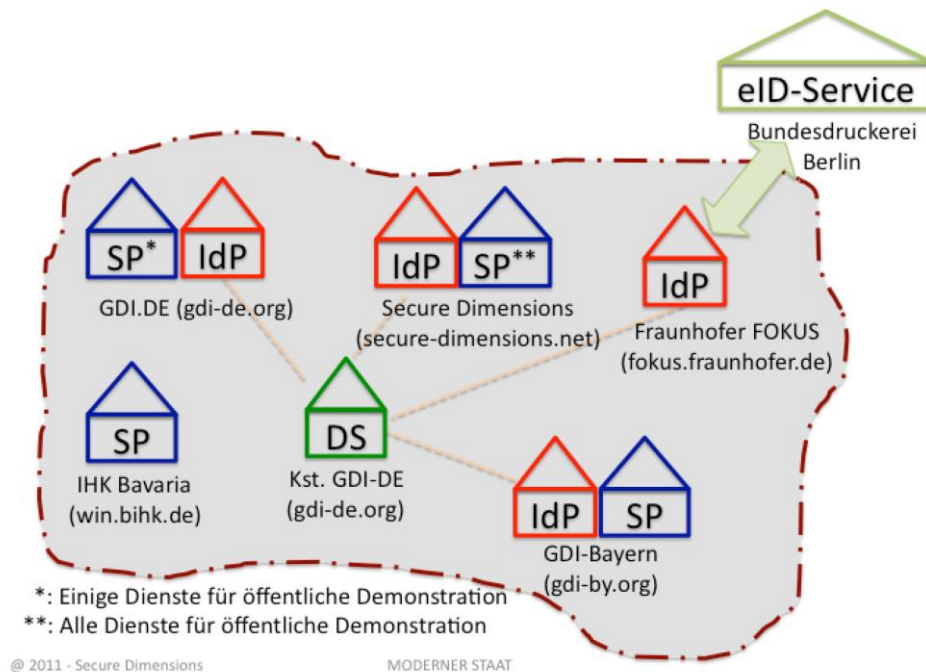 eID-Service
Bundesdruckerei
Berlin
SP* IdP
GDI.DE (gdi-de.org)
IdP SP**
Secure Dimensions
(secure-dimensions.net)
IdP
Fraunhofer FOKUS
(fokus.fraunhofer.de)
SP
IHK Bavaria
(win.bihk.de)
DS
Kst. GDI-DE
(gdi-de.org)
IdP SP
GDI-Bayern
(gdi-by.org)
*: Einige Dienste für öffentliche Demonstration
**: Alle Dienste für öffentliche Demonstration
@ 2011 - Secure Dimensions
MODERNER STAAT